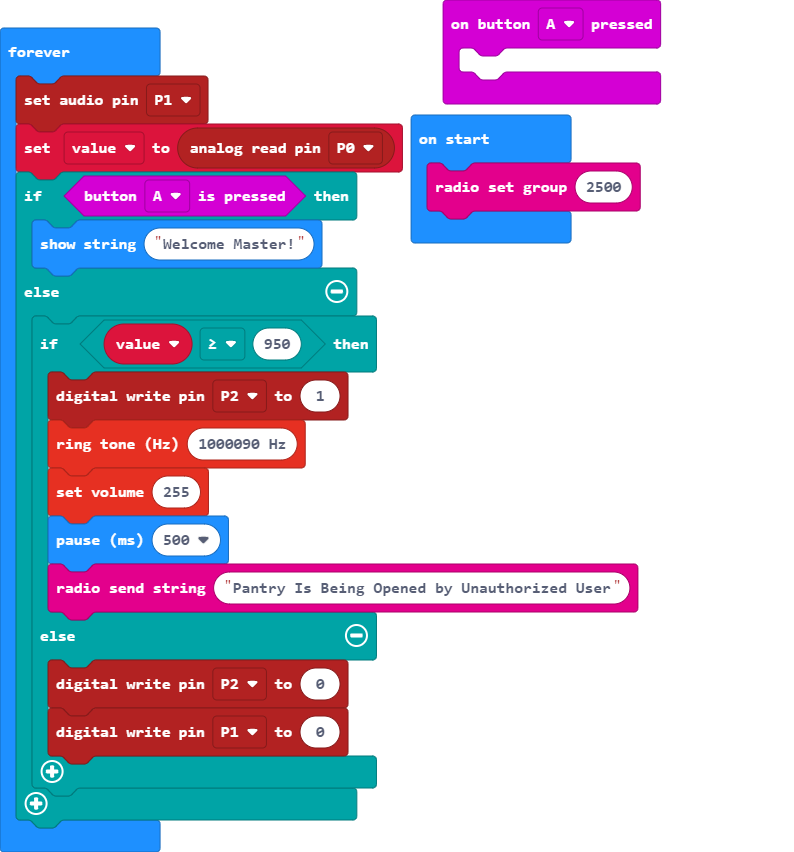 forever
set audio pin P1
set value to analog read pin P0
if button A is pressed then
show string "Welcome Master!"
else
if value ≥ 950 then
digital write pin P2 to 1
ring tone (Hz) 1000090 Hz
set volume 255
pause (ms) 500
radio send string "Pantry Is Being Opened by Unauthorized User"
else
digital write pin P2 to 0
digital write pin P1 to 0
on button A pressed
on start
radio set group 2500